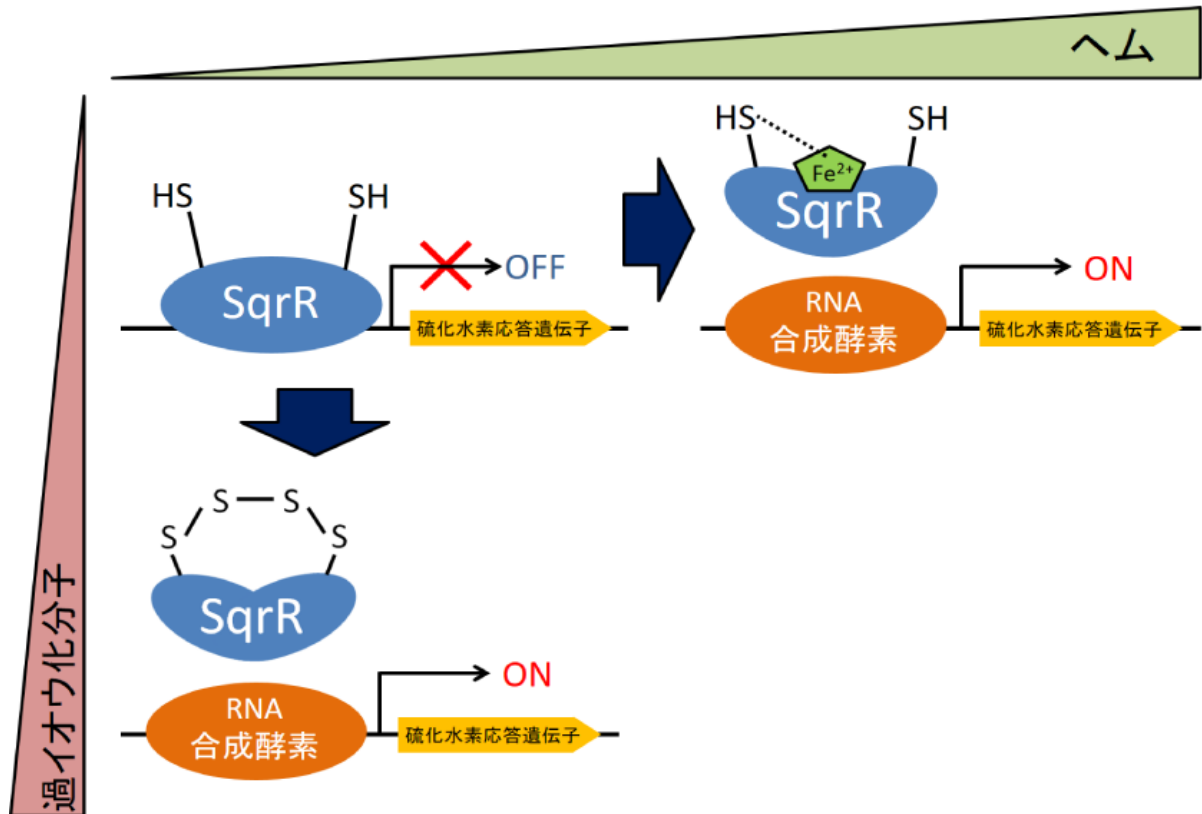 ヘム
HS
SH
SqrR
OFF
硫化水素応答遺伝子
HS
SH
Fe²⁺
SqrR
RNA
合成酵素
ON
硫化水素応答遺伝子
過イオウ化分子
S
S
S
S
SqrR
RNA
合成酵素
ON
硫化水素応答遺伝子